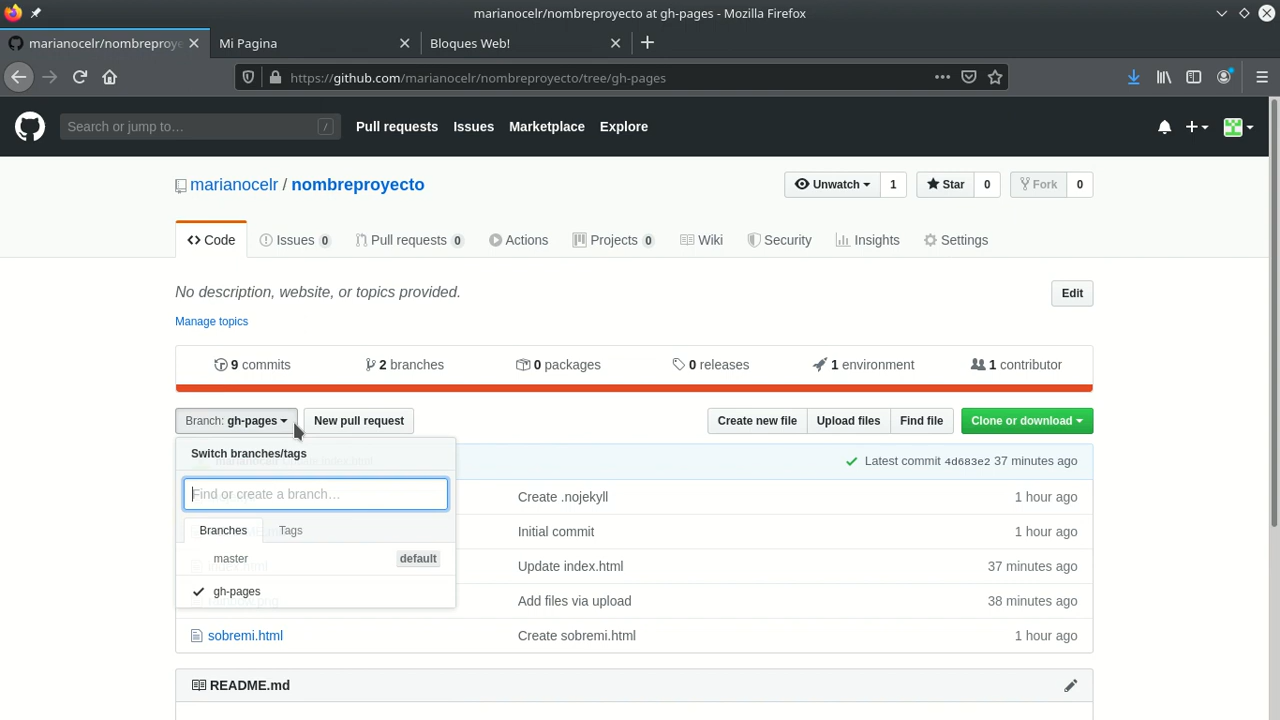 marianocelr/nombreproyecto at gh-pages - Mozilla Firefox
marianocelr/nombreproye
Mi Pagina
Bloques Web!
https://github.com/marianocelr/nombreproyecto/tree/gh-pages
Search or jump to…
/
Pull requests
Issues
Marketplace
Explore
marianocelr / nombreproyecto
Unwatch 1
Star 0
Fork 0
Code
Issues 0
Pull requests 0
Actions
Projects 0
Wiki
Security
Insights
Settings
No description, website, or topics provided.
Edit
Manage topics
9 commits
2 branches
0 packages
0 releases
1 environment
1 contributor
Branch: gh-pages
New pull request
Create new file
Upload files
Find file
Clone or download
Switch branches/tags
Latest commit 4d683e2 37 minutes ago
Find or create a branch…
Create .nojekyll
1 hour ago
Branches
Tags
Initial commit
1 hour ago
master
default
Update index.html
37 minutes ago
gh-pages
Add files via upload
38 minutes ago
sobremi.html
Create sobremi.html
1 hour ago
README.md